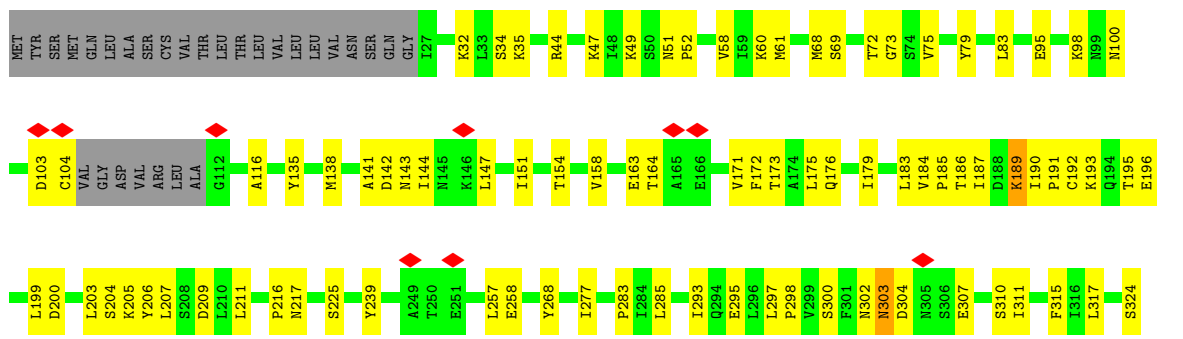 MET TYR SER MET GLN LEU ALA SER CYS VAL THR LEU THR LEU VAL LEU LEU VAL ASN SER GLN GLY I27 K32 L33 S34 K35 R44 K47 I48 K49 S50 N51 P52 V58 I59 K60 M61 M68 S69 T72 G73 S74 V75 Y79 L83 E95 K98 N99 N100
D103 C104 VAL GLY ASP VAL ARG LEU ALA G112 A116 Y135 M138 A141 D142 N143 I144 N145 K146 L147 I151 T154 V158 E163 T164 A165 E166 V171 F172 T173 A174 L175 Q176 I179 L183 V184 P185 T186 I187 D188 K189 I190 P191 C192 K193 Q194 T195 E196
L199 D200 L203 S204 K205 Y206 L207 S208 D209 L210 L211 P216 N217 S225 Y239 A249 T250 E251 L257 E258 Y268 I277 P283 I284 L285 I293 Q294 E295 L296 L297 P298 V299 S300 F301 N302 N303 D304 N305 S306 E307 S310 I311 F315 I316 L317 S324